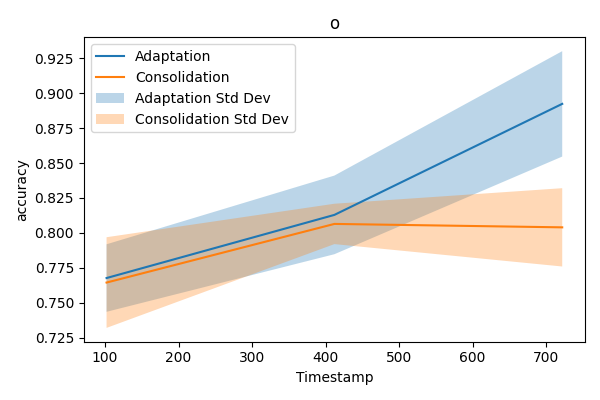 o
Adaptation
Consolidation
Adaptation Std Dev
Consolidation Std Dev
accuracy
0.925
0.900
0.875
0.850
0.825
0.800
0.775
0.750
0.725
100 200 300 400 500 600 700
Timestamp